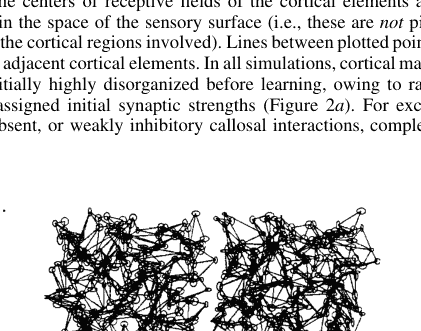 he centers of receptive fields of the cortical elements a
in the space of the sensory surface (i.e., these are not pi
the cortical regions involved). Lines between plotted poin
adjacent cortical elements. In all simulations, cortical ma
itially highly disorganized before learning, owing to ra
assigned initial synaptic strengths (Figure 2a). For exc
bsent, or weakly inhibitory callosal interactions, comple
.